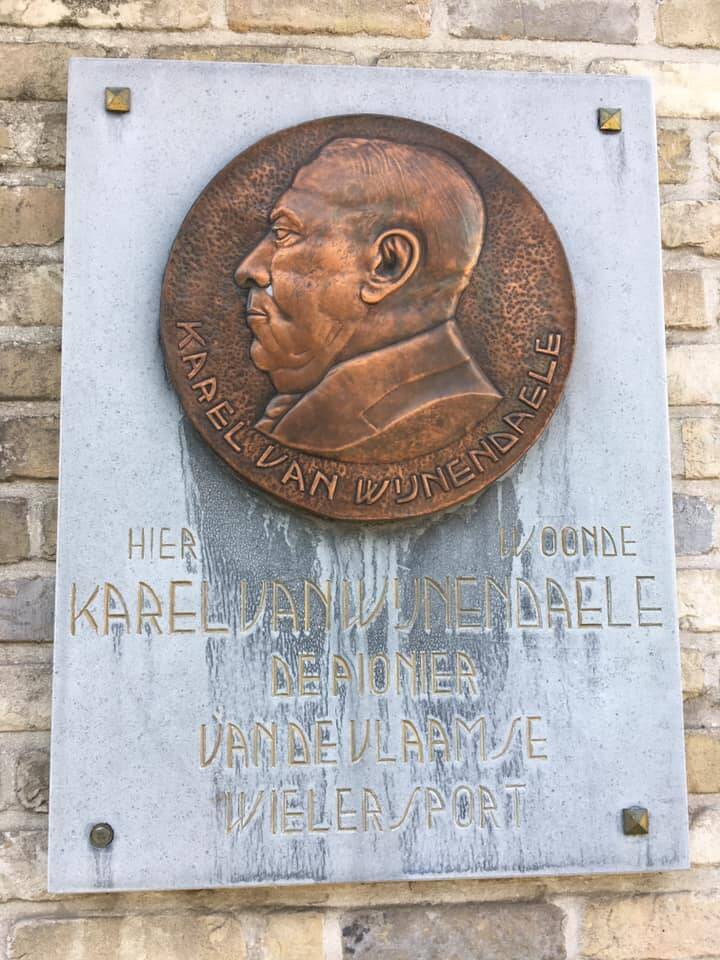 KAREL VAN WIJNENDAELE
HIER WOONDE
KAREL VAN WIJNENDAELE
DE PIONIER
VAN DE VLAAMSE
WIELERSPORT